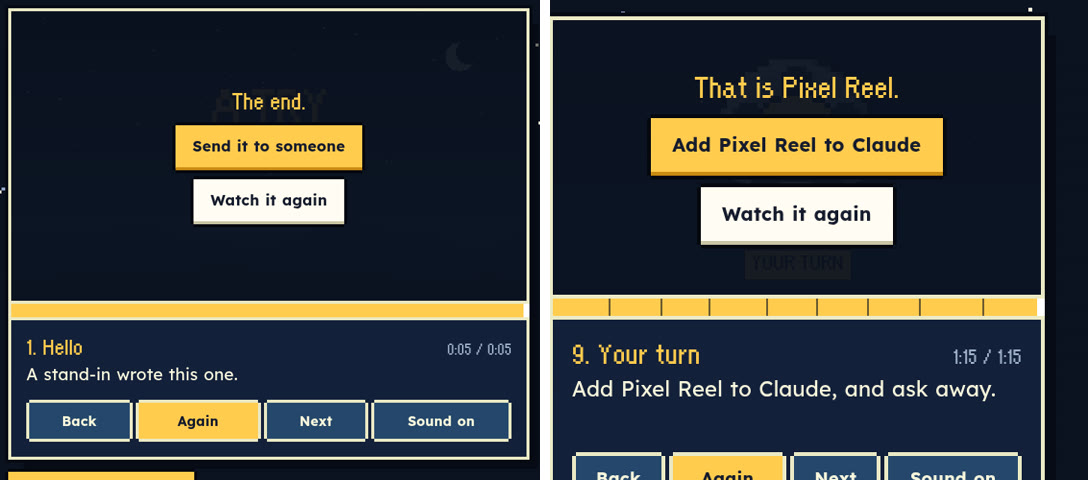 The end.
Send it to someone
Watch it again
1. Hello
0:05 / 0:05
A stand-in wrote this one.
Back
Again
Next
Sound on
That is Pixel Reel.
Add Pixel Reel to Claude
Watch it again
YOUR TURN
9. Your turn
1:15 / 1:15
Add Pixel Reel to Claude, and ask away.
Back
Again
Next
Sound on